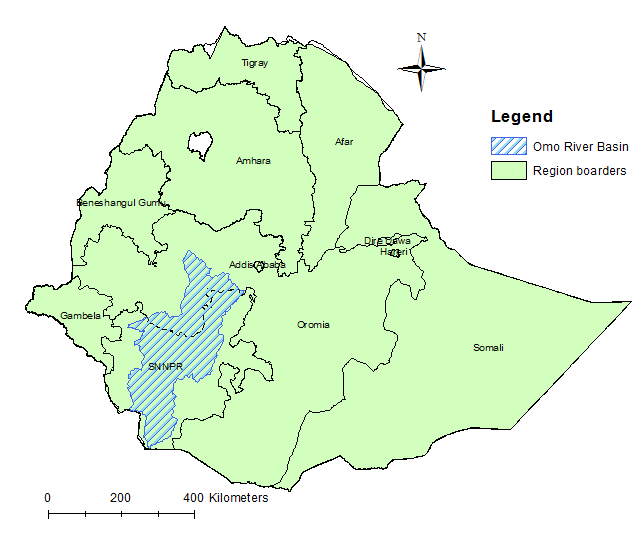 N
Tigray
Legend
Afar
Omo River Basin
Amhara
Region boarders
Beneshangul Gumu
Dire Dawa
Hareri
Addis Ababa
Gambela
Oromia
Somali
SNNPR
0 200 400 Kilometers